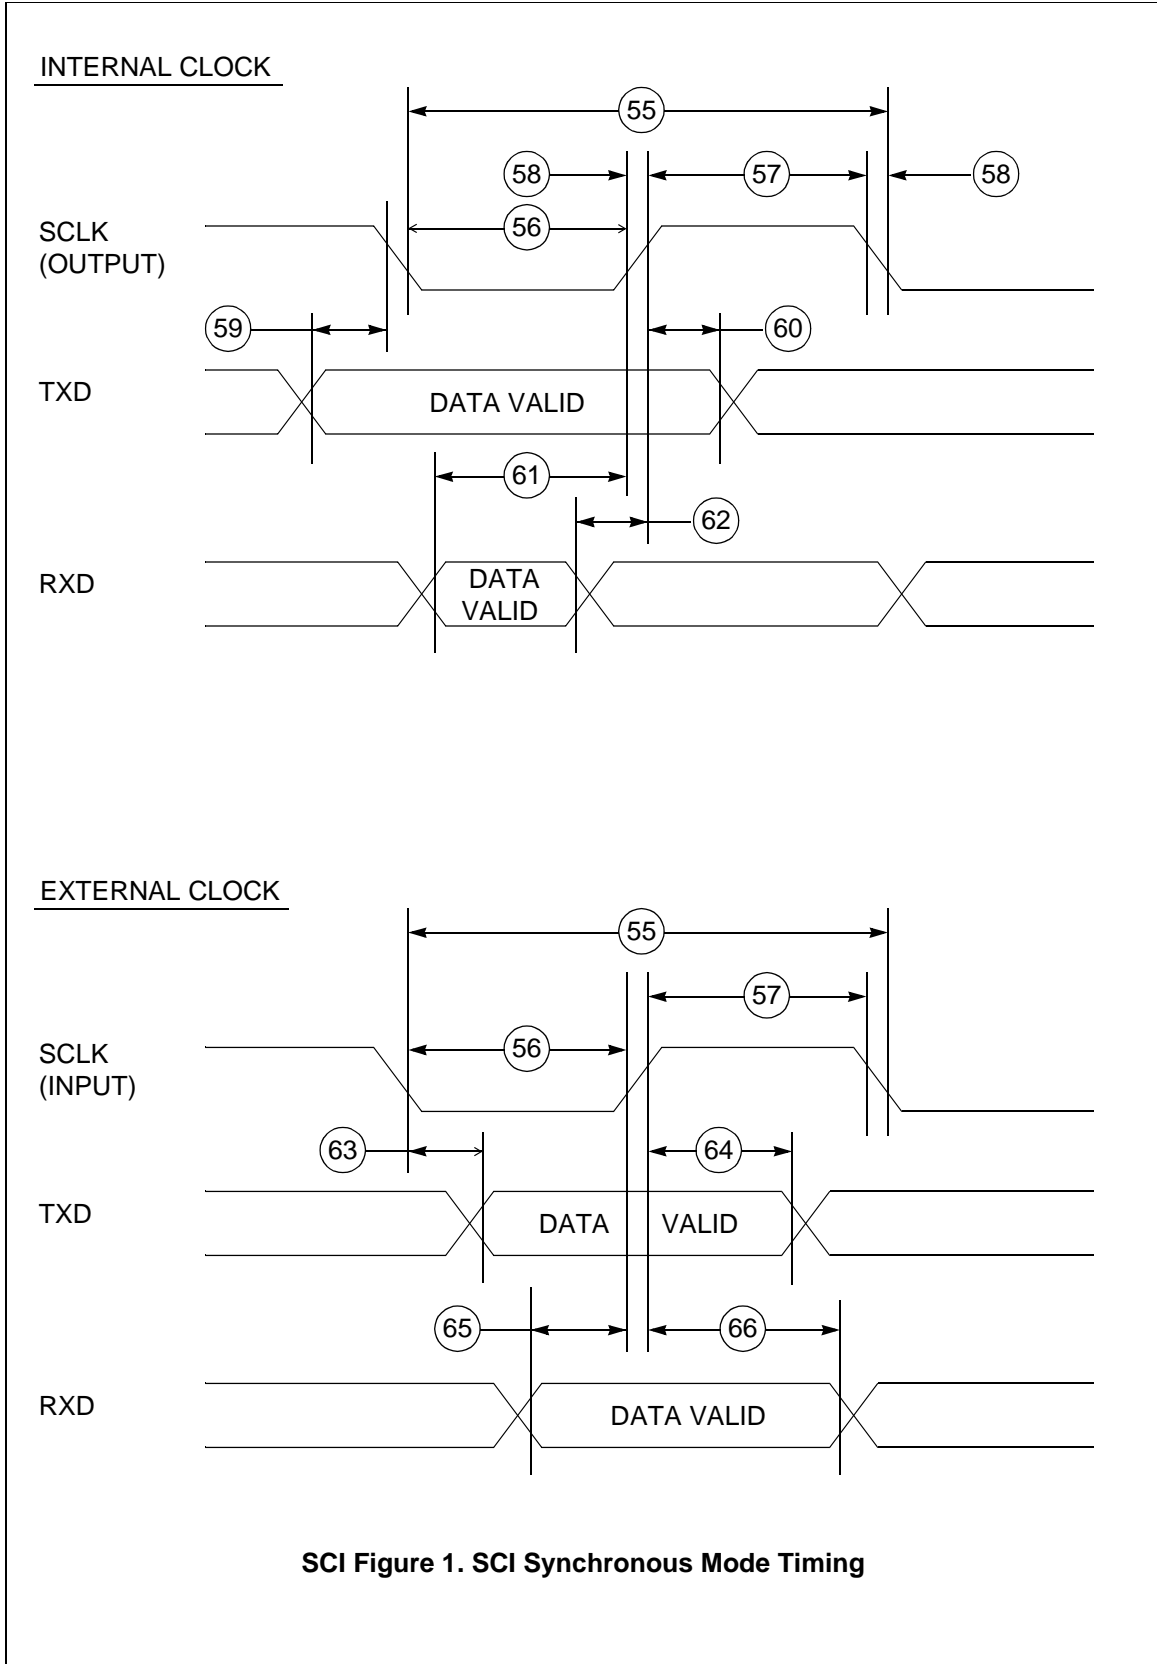 INTERNAL CLOCK
55
58
57
58
56
SCLK
(OUTPUT)
59
60
TXD
DATA VALID
61
62
RXD
DATA
VALID
EXTERNAL CLOCK
55
57
56
SCLK
(INPUT)
63
64
TXD
DATA VALID
65
66
RXD
DATA VALID
SCI Figure 1. SCI Synchronous Mode Timing